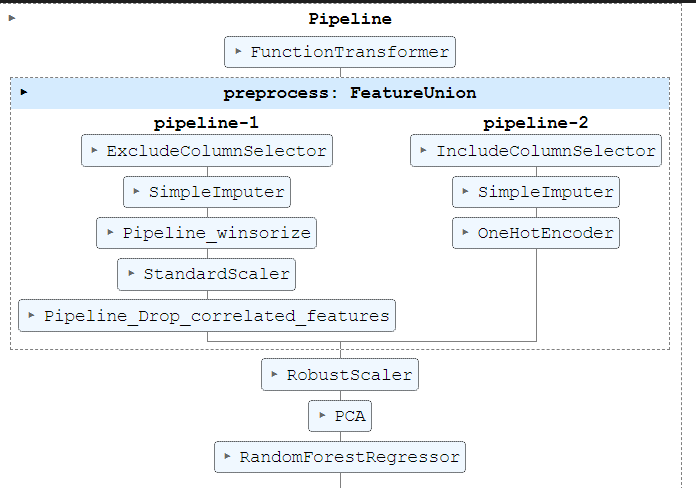 Pipeline
FunctionTransformer
preprocess: FeatureUnion
pipeline-1
ExcludeColumnSelector
SimpleImputer
Pipeline_winsorize
StandardScaler
Pipeline_Drop_correlated_features
pipeline-2
IncludeColumnSelector
SimpleImputer
OneHotEncoder
RobustScaler
PCA
RandomForestRegressor